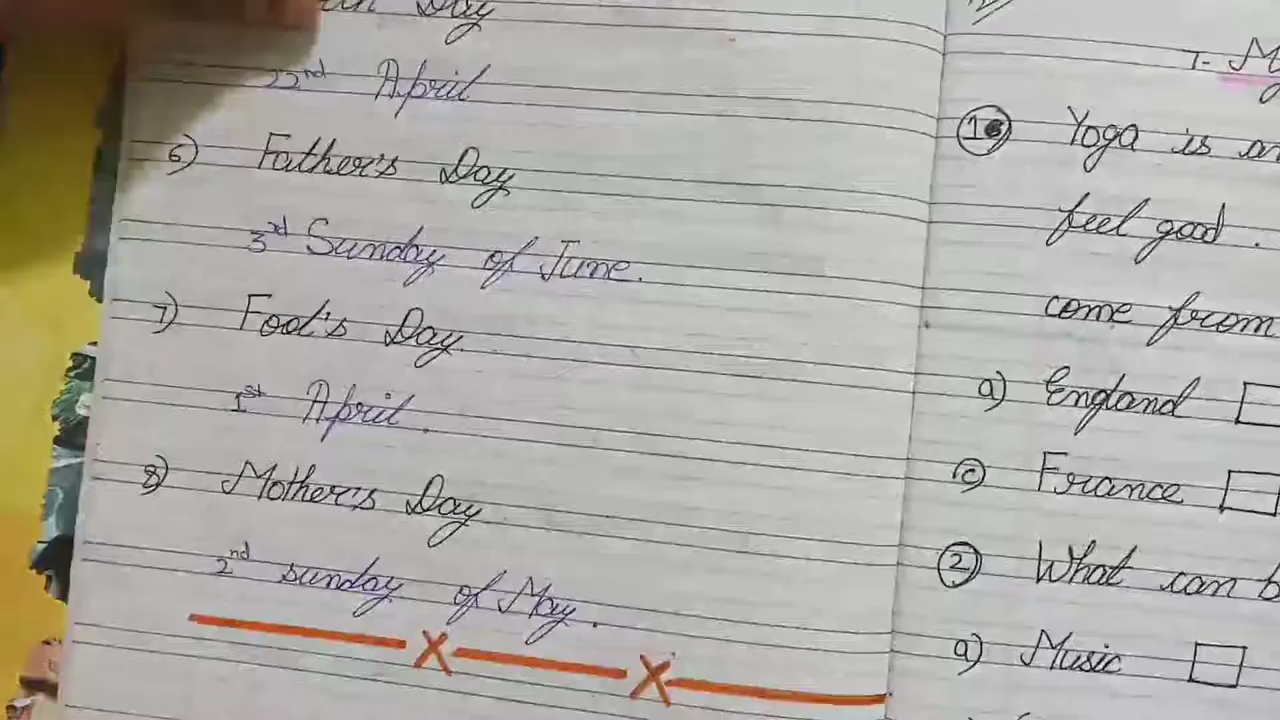 Day
22nd April
6) Father's Day
3rd Sunday of June.
7) Fool's Day
1st April.
8) Mother's Day
2nd sunday of May.
X X
Yoga is an
feel good.
come from
a) England
c) France
2 What can b
a) Music